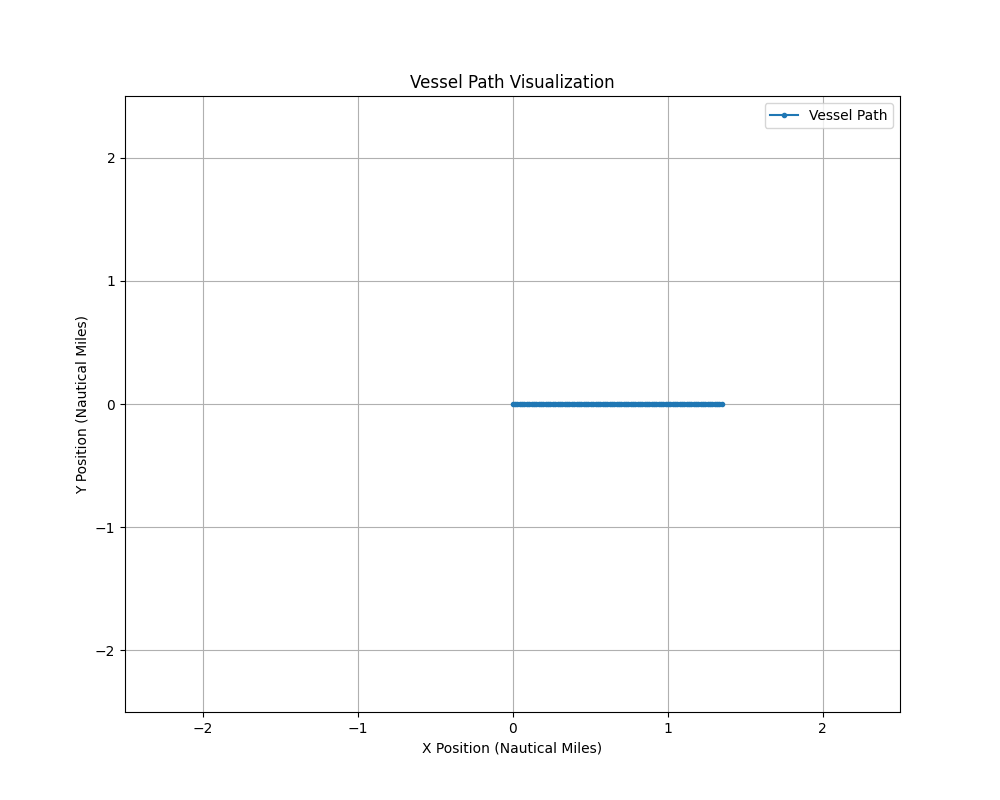 Vessel Path Visualization
Vessel Path
2
1
0
−1
−2
Y Position (Nautical Miles)
−2
−1
0
1
2
X Position (Nautical Miles)